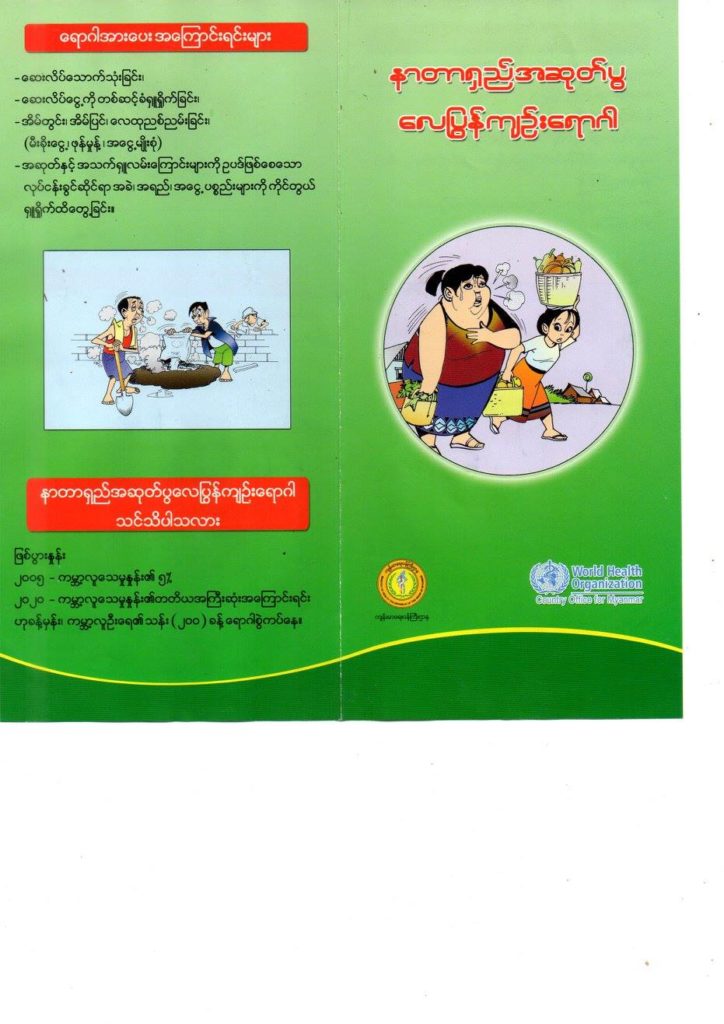 ရောဂါအားပေး အကြောင်းရင်းများ
- ဆေးလိပ်သောက်သုံးခြင်း၊
- ဆေးလိပ်ငွေ့ကို တစ်ဆင့်ခံရှူရှိုက်ခြင်း၊
- အိမ်တွင်း၊ အိမ်ပြင်၊ လေထုညစ်ညမ်းခြင်း၊
(မီးခိုးငွေ့၊ ဖုန်မှုန့်၊ အငွေ့မျိုးစုံ)
- အဆုတ်နှင့် အသက်ရှူလမ်းကြောင်းများကို ဥပဒ်ဖြစ်စေသော
လုပ်ငန်းခွင်ဆိုင်ရာ အခဲ၊ အရည်၊ အငွေ့ ပစ္စည်းများကို ကိုင်တွယ်
ရှူရှိုက်ထိတွေ့ခြင်း။
နာတာရှည်အဆုတ်ပွလေပြွန်ကျဉ်းရောဂါ
သင်သိပါသလား
ဖြစ်ပွားနှုန်း
၂၀၀၅ - ကမ္ဘာ့လူသေမှုနှုန်း၏ ၅%
၂၀၂၀ - ကမ္ဘာ့လူသေမှုနှုန်း၏တတိယအကြီးဆုံးအကြောင်းရင်း
ဟုခန့်မှန်း၊ ကမ္ဘာ့လူဦးရေ၏ သန်း (၂၀၀) ခန့် ရောဂါစွဲကပ်နေ။
နာတာရှည်အဆုတ်ပွ
လေပြွန်ကျဉ်းရောဂါ
ကျန်းမာရေးဝန်ကြီးဌာန
World Health
Organization
Country Office for Myanmar